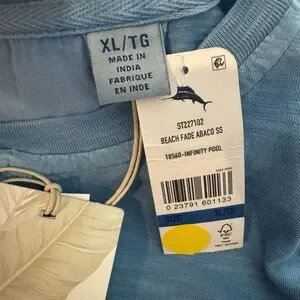 XL/TG
MADE IN
INDIA
FABRIQUE
EN INDE
ST227102
BEACH FADE ABACO SS
18560-INFINITY POOL
0 23791 601133
SIZE
XL/TG
FSC